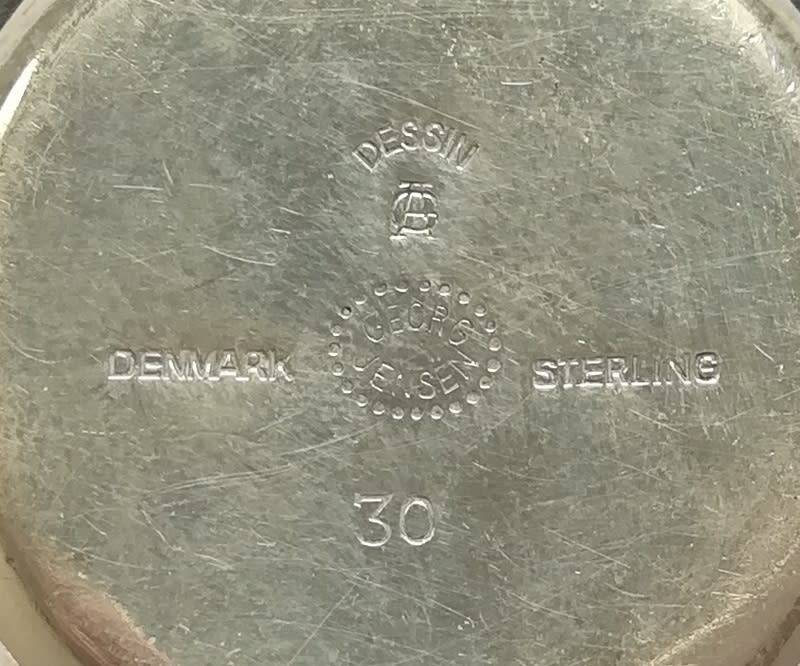 DESSIN
GEORG
JENSEN
DENMARK
STERLING
30